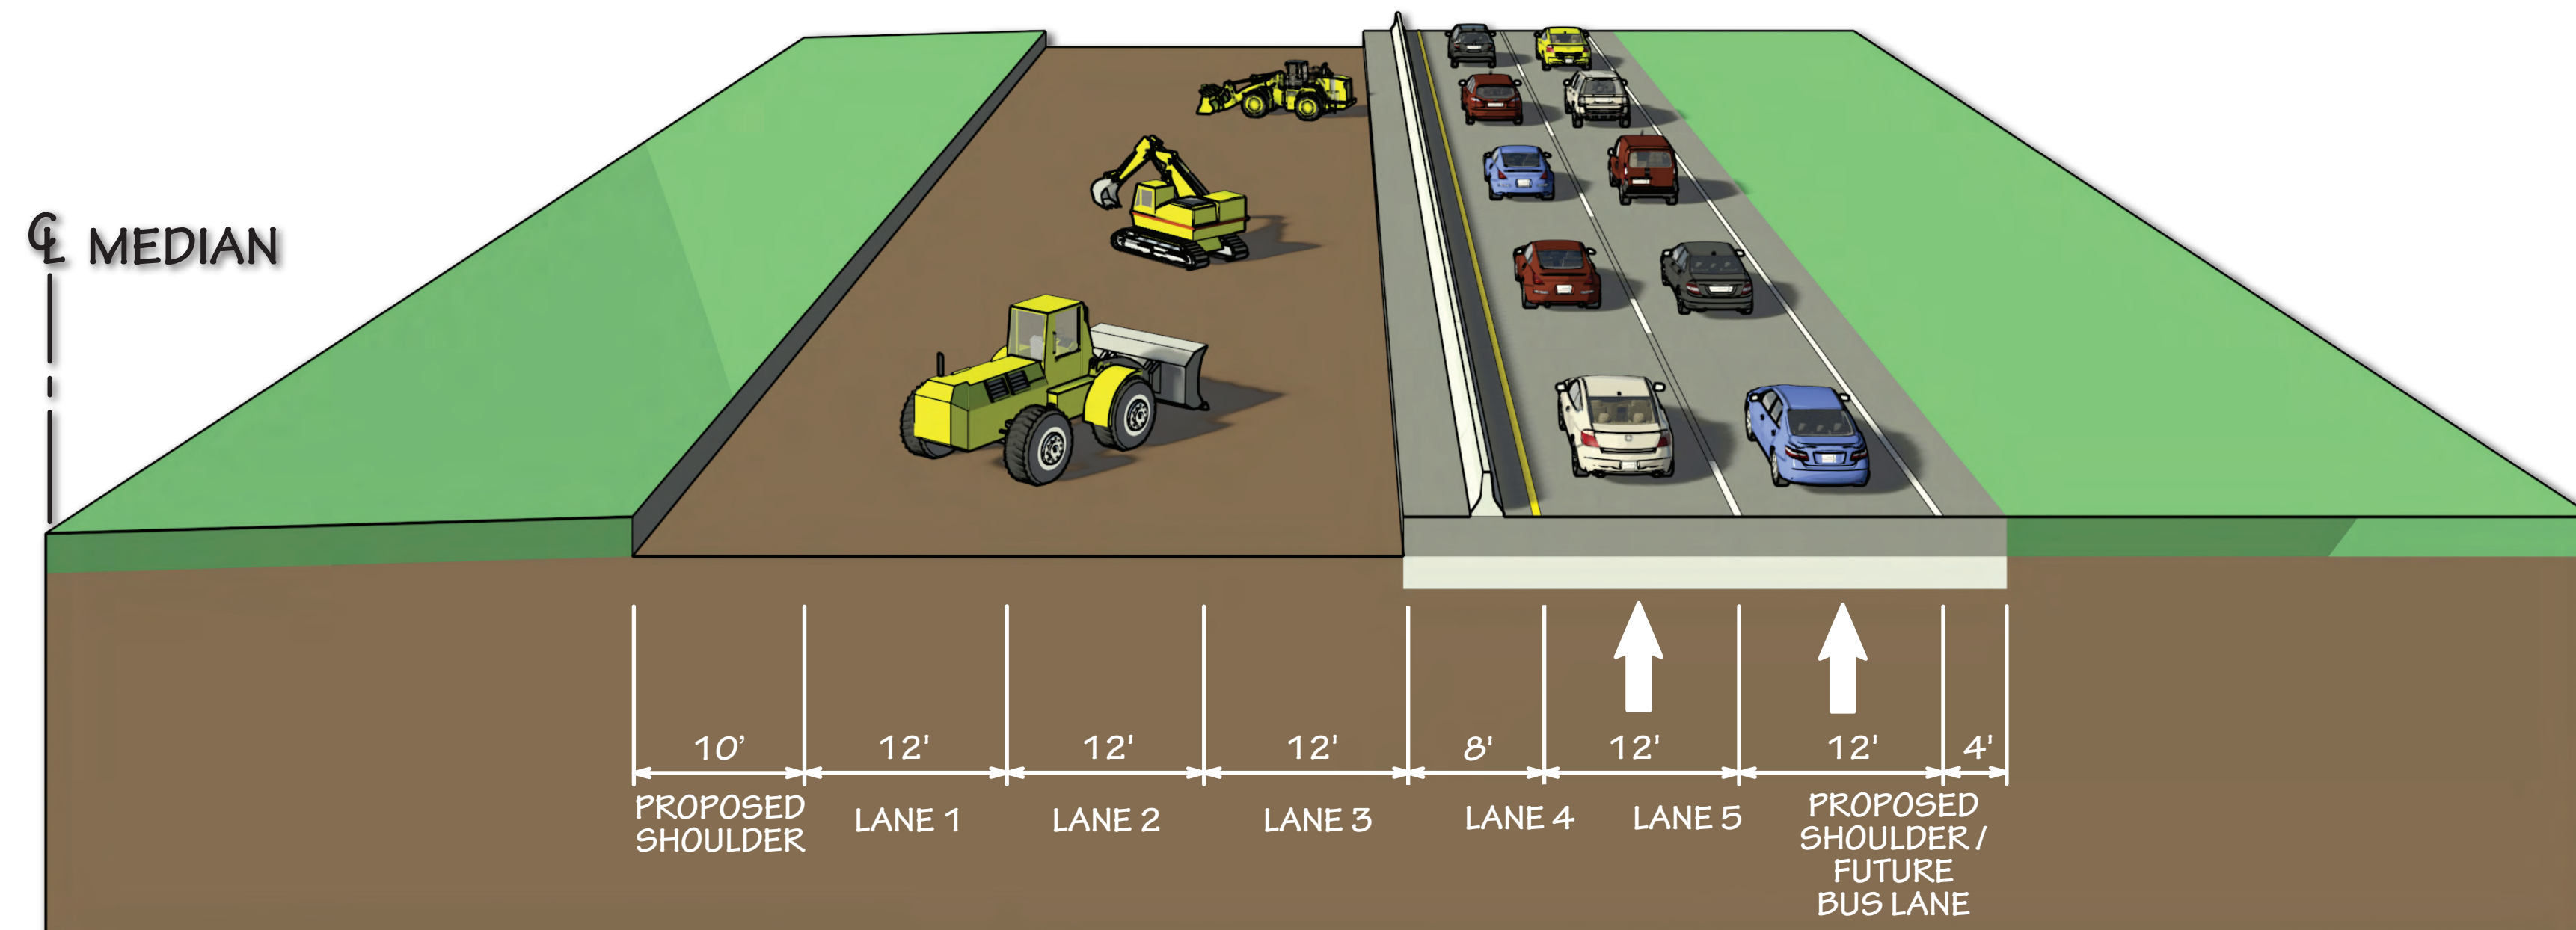 ℄ MEDIAN
10' 12' 12' 12' 8' 12' 12' 4'
PROPOSED
SHOULDER
LANE 1
LANE 2
LANE 3
LANE 4
LANE 5
PROPOSED
SHOULDER /
FUTURE
BUS LANE